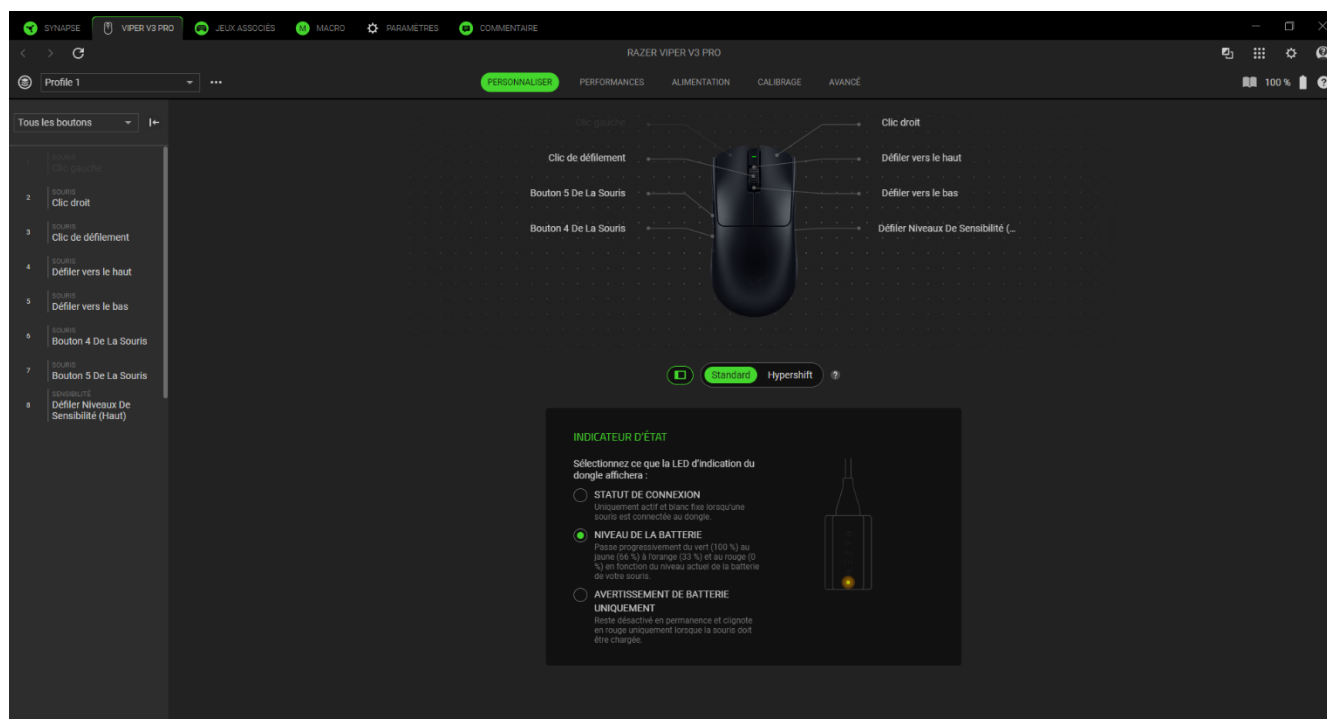 SYNAPSE VIPER V3 PRO JEUX ASSOCIÉS MACRO PARAMÈTRES COMMENTAIRE
RAZER VIPER V3 PRO
Profile 1
PERSONNALISER PERFORMANCES ALIMENTATION CALIBRAGE AVANCÉ
100 %
Tous les boutons
1 SOURIS
Clic gauche
2 SOURIS
Clic droit
3 SOURIS
Clic de défilement
4 SOURIS
Défiler vers le haut
5 SOURIS
Défiler vers le bas
6 SOURIS
Bouton 4 De La Souris
7 SOURIS
Bouton 5 De La Souris
8 SENSIBILITÉ
Défiler Niveaux De
Sensibilité (Haut)
Clic gauche
Clic droit
Clic de défilement
Défiler vers le haut
Bouton 5 De La Souris
Défiler vers le bas
Bouton 4 De La Souris
Défiler Niveaux De Sensibilité (...
Standard Hypershift ?
INDICATEUR D'ÉTAT
Sélectionnez ce que la LED d'indication du
dongle affichera :
STATUT DE CONNEXION
Uniquement actif et blanc fixe lorsqu'une
souris est connectée au dongle.
NIVEAU DE LA BATTERIE
Passe progressivement du vert (100 %) au
jaune (66 %) à l'orange (33 %) et au rouge (0
%) en fonction du niveau actuel de la batterie
de votre souris.
AVERTISSEMENT DE BATTERIE
UNIQUEMENT
Reste désactivé en permanence et clignote
en rouge uniquement lorsque la souris doit
être chargée.